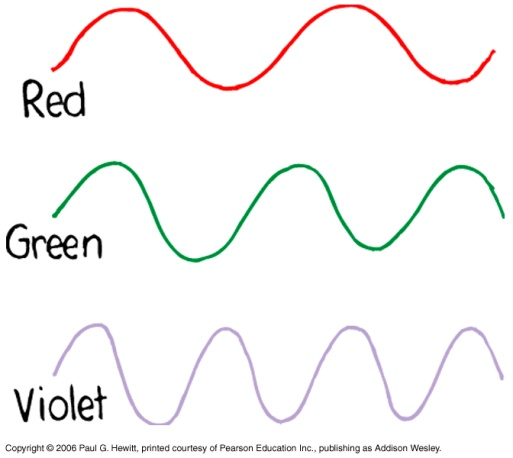 Red
Green
Violet
Copyright © 2006 Paul G. Hewitt, printed courtesy of Pearson Education Inc., publishing as Addison Wesley.